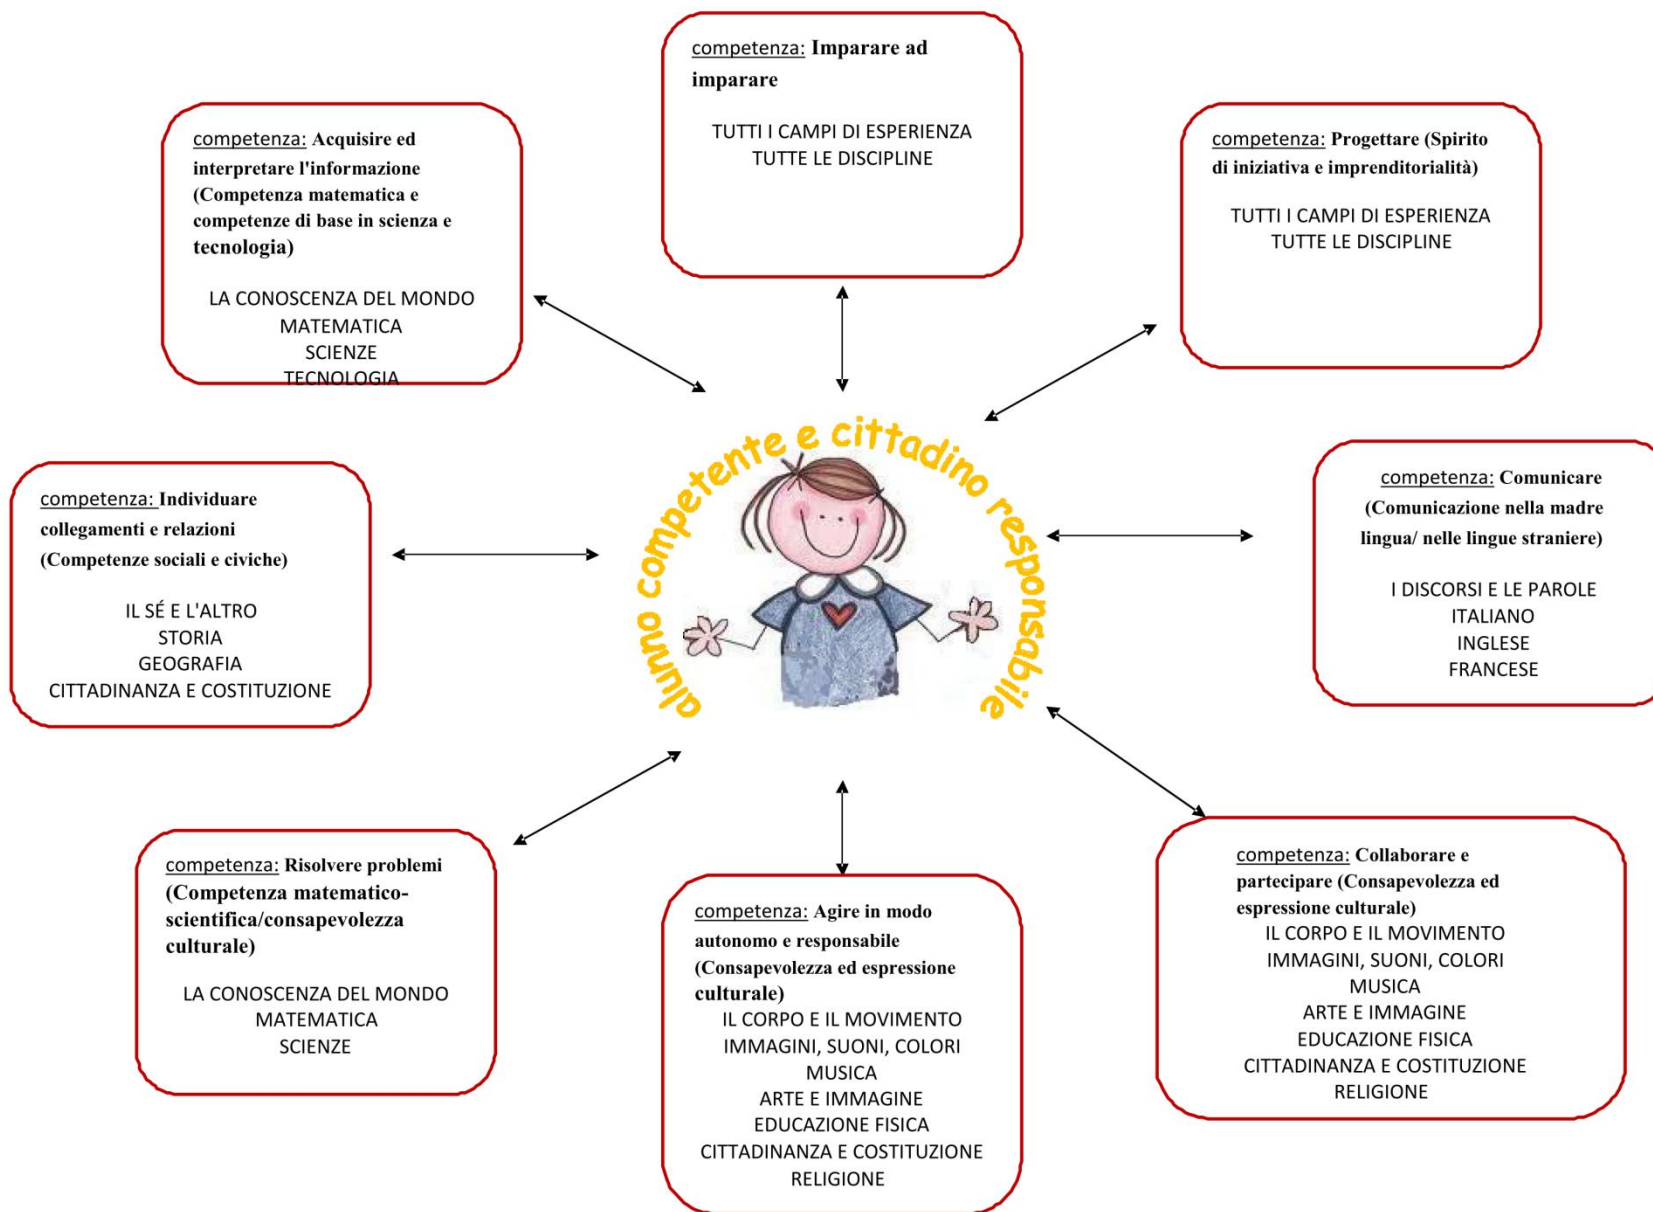 competenza: Imparare ad
imparare
TUTTI I CAMPI DI ESPERIENZA
TUTTE LE DISCIPLINE
competenza: Acquisire ed
interpretare l'informazione
(Competenza matematica e
competenze di base in scienza e
tecnologia)
LA CONOSCENZA DEL MONDO
MATEMATICA
SCIENZE
TECNOLOGIA
competenza: Progettare (Spirito
di iniziativa e imprenditorialità)
TUTTI I CAMPI DI ESPERIENZA
TUTTE LE DISCIPLINE
alunno competente e cittadino responsabile
competenza: Individuare
collegamenti e relazioni
(Competenze sociali e civiche)
IL SÉ E L'ALTRO
STORIA
GEOGRAFIA
CITTADINANZA E COSTITUZIONE
competenza: Comunicare
(Comunicazione nella madre
lingua/ nelle lingue straniere)
I DISCORSI E LE PAROLE
ITALIANO
INGLESE
FRANCESE
competenza: Risolvere problemi
(Competenza matematico-
scientifica/consapevolezza
culturale)
LA CONOSCENZA DEL MONDO
MATEMATICA
SCIENZE
competenza: Agire in modo
autonomo e responsabile
(Consapevolezza ed espressione
culturale)
IL CORPO E IL MOVIMENTO
IMMAGINI, SUONI, COLORI
MUSICA
ARTE E IMMAGINE
EDUCAZIONE FISICA
CITTADINANZA E COSTITUZIONE
RELIGIONE
competenza: Collaborare e
partecipare (Consapevolezza ed
espressione culturale)
IL CORPO E IL MOVIMENTO
IMMAGINI, SUONI, COLORI
MUSICA
ARTE E IMMAGINE
EDUCAZIONE FISICA
CITTADINANZA E COSTITUZIONE
RELIGIONE